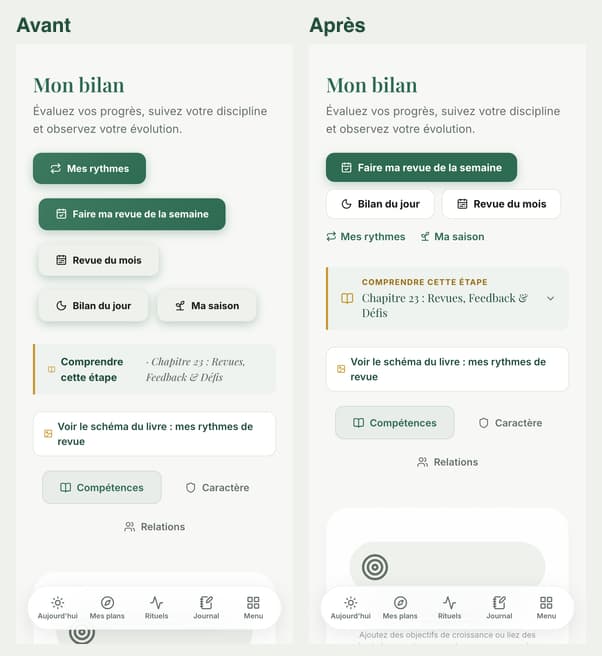 Avant
Mon bilan
Évaluez vos progrès, suivez votre discipline
et observez votre évolution.
Mes rythmes
Faire ma revue de la semaine
Revue du mois
Bilan du jour
Ma saison
Comprendre
cette étape
· Chapitre 23 : Revues,
Feedback & Défis
Voir le schéma du livre : mes rythmes de
revue
Compétences
Caractère
Relations
Aujourd'hui
Mes plans
Rituels
Journal
Menu
Après
Mon bilan
Évaluez vos progrès, suivez votre discipline
et observez votre évolution.
Faire ma revue de la semaine
Bilan du jour
Revue du mois
Mes rythmes
Ma saison
COMPRENDRE CETTE ÉTAPE
Chapitre 23 : Revues, Feedback &
Défis
Voir le schéma du livre : mes rythmes de
revue
Compétences
Caractère
Relations
Aujourd'hui
Mes plans
Rituels
Journal
Menu
Ajoutez des objectifs de croissance ou liez des